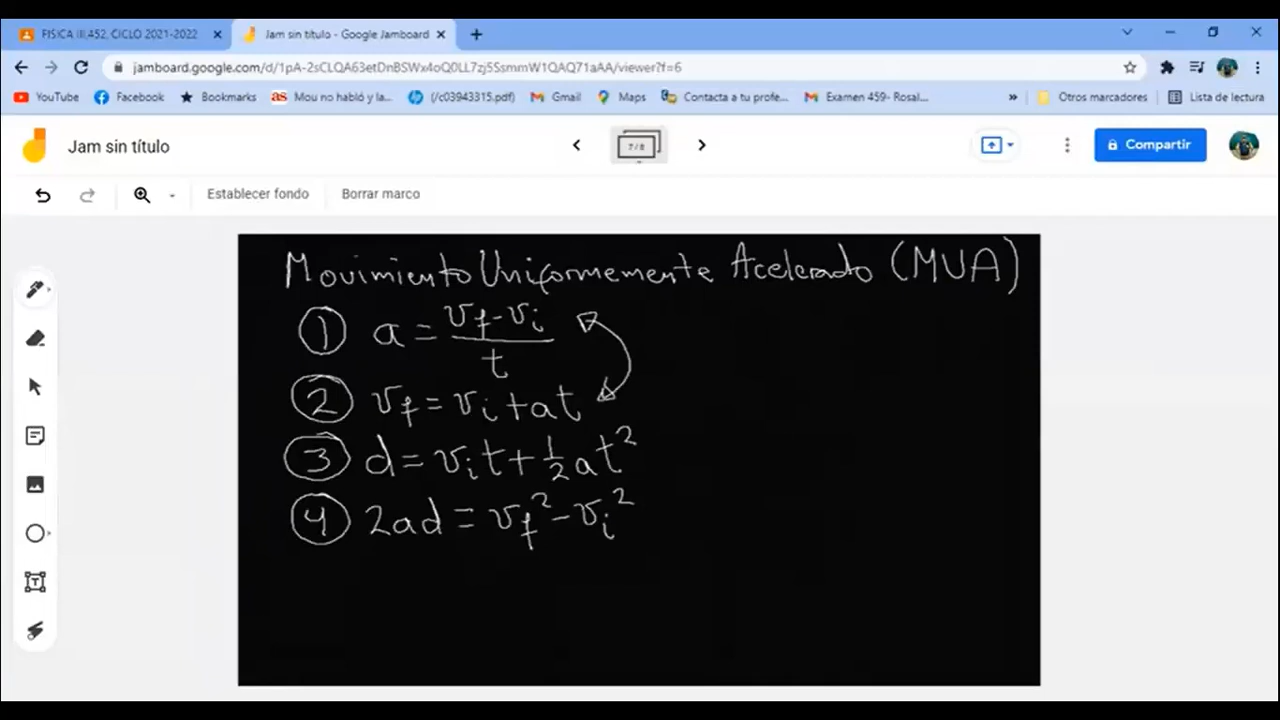 FISICA III,452, CICLO 2021-2022
Jam sin título - Google Jamboard
jamboard.google.com/d/1pA-2sCLQA63etDnBSWx4oQ0LL7zj5SsmmW1QAQ71aAA/viewer?f=6
YouTube Facebook Bookmarks Mou no habló y la... (/c03943315.pdf) Gmail Maps Contacta a tu profe... Examen 459- Rosal... » Otros marcadores Lista de lectura
Jam sin título
7/8
Compartir
Establecer fondo Borrar marco
Movimiento Uniformemente Acelerado (MUA)
① a = (vf - vi)/t
② vf = vi + at
③ d = vit + 1/2 at²
④ 2ad = vf² - vi²